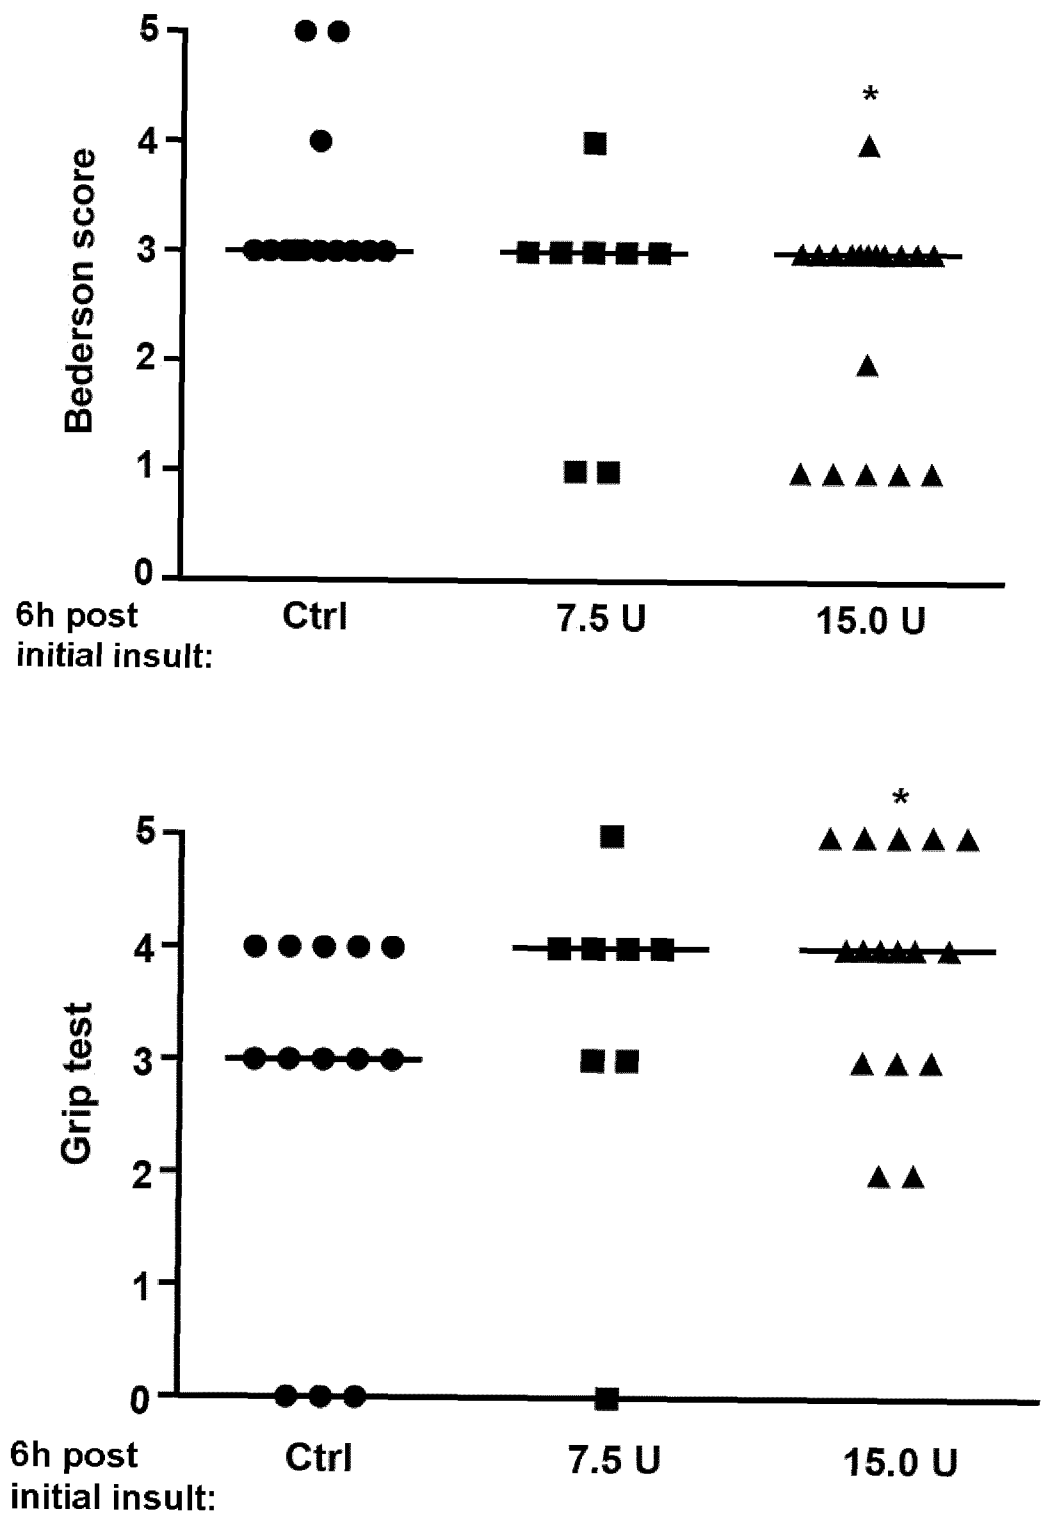 5
*
4
Bederson score
3
2
1
0
6h post
initial insult:
Ctrl
7.5 U
15.0 U
*
5
4
Grip test
3
2
1
0
6h post
initial insult:
Ctrl
7.5 U
15.0 U